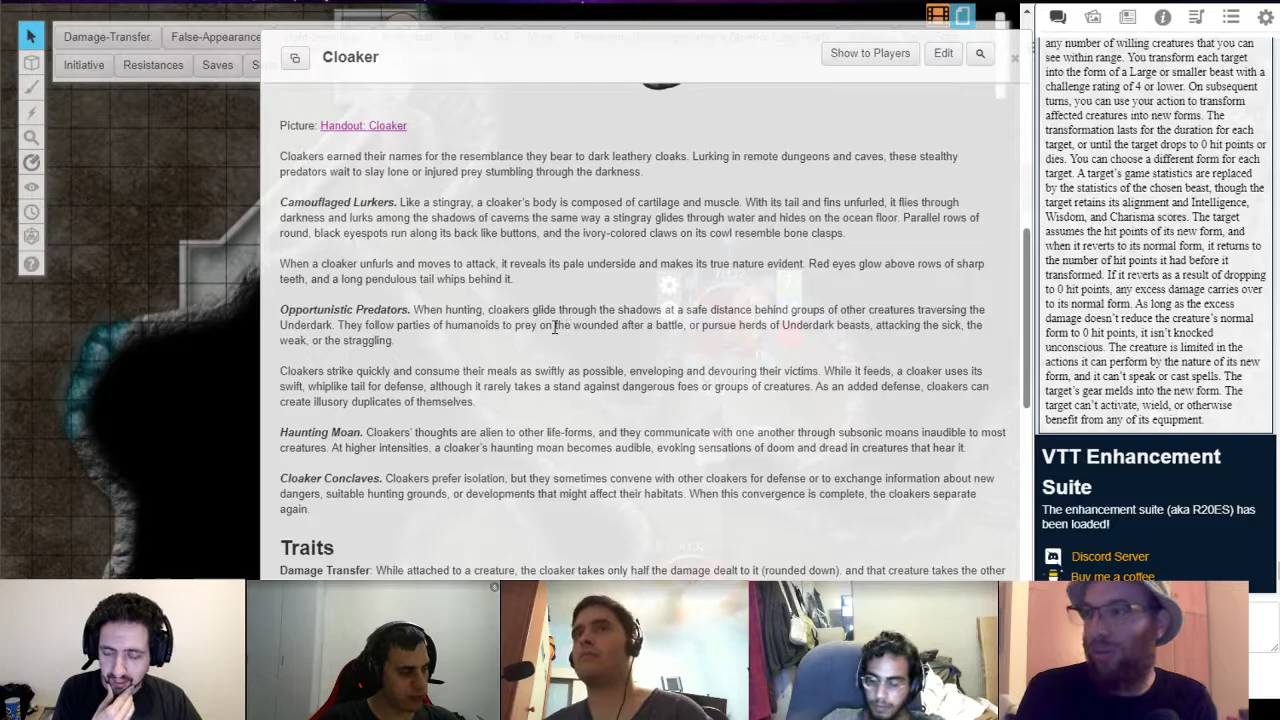 Damage-Transfer.
False-Appearance
Initiative
Resistances
Saves
Cloaker
Show to Players
Edit
Picture: Handout: Cloaker
Cloakers earned their names for the resemblance they bear to dark leathery cloaks. Lurking in remote dungeons and caves, these stealthy
predators wait to slay lone or injured prey stumbling through the darkness.
Camouflaged Lurkers. Like a stingray, a cloaker's body is composed of cartilage and muscle. With its tail and fins unfurled, it flies through
darkness and lurks among the shadows of caverns the same way a stingray glides through water and hides on the ocean floor. Parallel rows of
round, black eyespots run along its back like buttons, and the ivory-colored claws on its cowl resemble bone clasps.
When a cloaker unfurls and moves to attack, it reveals its pale underside and makes its true nature evident. Red eyes glow above rows of sharp
teeth, and a long pendulous tail whips behind it.
Opportunistic Predators. When hunting, cloakers glide through the shadows at a safe distance behind groups of other creatures traversing the
Underdark. They follow parties of humanoids to prey on the wounded after a battle, or pursue herds of Underdark beasts, attacking the sick, the
weak, or the straggling.
Cloakers strike quickly and consume their meals as swiftly as possible, enveloping and devouring their victims. While it feeds, a cloaker uses its
swift, whiplike tail for defense, although it rarely takes a stand against dangerous foes or groups of creatures. As an added defense, cloakers can
create illusory duplicates of themselves.
Haunting Moan. Cloakers' thoughts are alien to other life-forms, and they communicate with one another through subsonic moans inaudible to most
creatures. At higher intensities, a cloaker's haunting moan becomes audible, evoking sensations of doom and dread in creatures that hear it.
Cloaker Conclaves. Cloakers prefer isolation, but they sometimes convene with other cloakers for defense or to exchange information about new
dangers, suitable hunting grounds, or developments that might affect their habitats. When this convergence is complete, the cloakers separate
again.
Traits
Damage Transfer: While attached to a creature, the cloaker takes only half the damage dealt to it (rounded down). and that creature takes the other
any number of willing creatures that you can
see within range. You transform each target
into the form of a Large or smaller beast with a
challenge rating of 4 or lower. On subsequent
turns, you can use your action to transform
affected creatures into new forms. The
transformation lasts for the duration for each
target, or until the target drops to 0 hit points or
dies. You can choose a different form for each
target. A target's game statistics are replaced
by the statistics of the chosen beast, though the
target retains its alignment and Intelligence,
Wisdom, and Charisma scores. The target
assumes the hit points of its new form, and
when it reverts to its normal form, it returns to
the number of hit points it had before it
transformed. If it reverts as a result of dropping
to 0 hit points, any excess damage carries over
to its normal form. As long as the excess
damage doesn't reduce the creature's normal
form to 0 hit points, it isn't knocked
unconscious. The creature is limited in the
actions it can perform by the nature of its new
form, and it can't speak or cast spells. The
target's gear melds into the new form. The
target can't activate, wield, or otherwise
benefit from any of its equipment.
VTT Enhancement
Suite
The enhancement suite (aka R20ES) has
been loaded!
Discord Server
Buy me a coffee